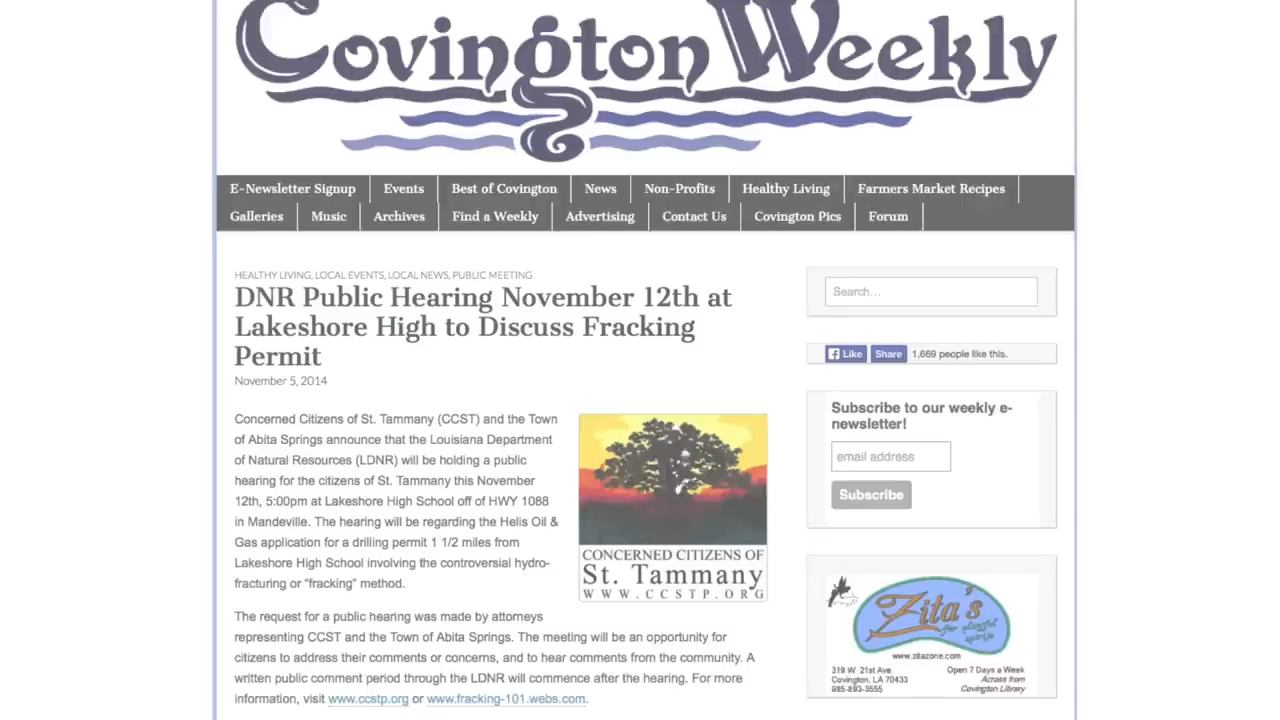 Covington Weekly
E-Newsletter Signup Events Best of Covington News Non-Profits Healthy Living Farmers Market Recipes
Galleries Music Archives Find a Weekly Advertising Contact Us Covington Pics Forum
HEALTHY LIVING, LOCAL EVENTS, LOCAL NEWS, PUBLIC MEETING
DNR Public Hearing November 12th at
Lakeshore High to Discuss Fracking
Permit
November 5, 2014
Concerned Citizens of St. Tammany (CCST) and the Town
of Abita Springs announce that the Louisiana Department
of Natural Resources (LDNR) will be holding a public
hearing for the citizens of St. Tammany this November
12th, 5:00pm at Lakeshore High School off of HWY 1088
in Mandeville. The hearing will be regarding the Helis Oil &
Gas application for a drilling permit 1 1/2 miles from
Lakeshore High School involving the controversial hydro-
fracturing or “fracking” method.
CONCERNED CITIZENS OF
St. Tammany
WWW.CCSTP.ORG
The request for a public hearing was made by attorneys
representing CCST and the Town of Abita Springs. The meeting will be an opportunity for
citizens to address their comments or concerns, and to hear comments from the community. A
written public comment period through the LDNR will commence after the hearing. For more
information, visit www.ccstp.org or www.fracking-101.webs.com.
Search...
Like Share 1,669 people like this.
Subscribe to our weekly e-
newsletter!
email address
Subscribe
Zita's
for playful
spirits
www.zitazone.com
319 W. 21st Ave.
Covington, LA 70433
985-893-3555
Open 7 Days a Week
Across from
Covington Library